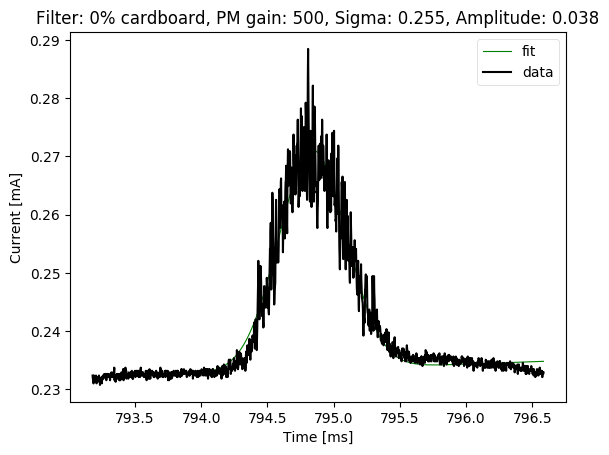 Filter: 0% cardboard, PM gain: 500, Sigma: 0.255, Amplitude: 0.038
fit
data
Current [mA]
0.29
0.28
0.27
0.26
0.25
0.24
0.23
793.5 794.0 794.5 795.0 795.5 796.0 796.5
Time [ms]